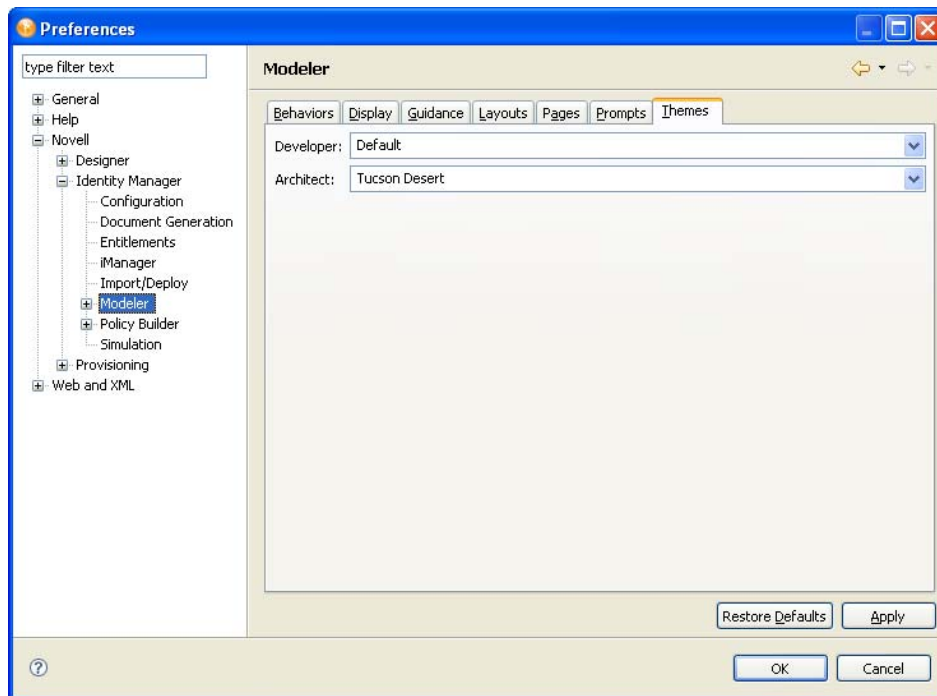 Preferences
type filter text
General
Help
Novell
Designer
Identity Manager
Configuration
Document Generation
Entitlements
iManager
Import/Deploy
Modeler
Policy Builder
Simulation
Provisioning
Web and XML
Modeler
Behaviors Display Guidance Layouts Pages Prompts Themes
Developer: Default
Architect: Tucson Desert
Restore Defaults Apply
OK Cancel